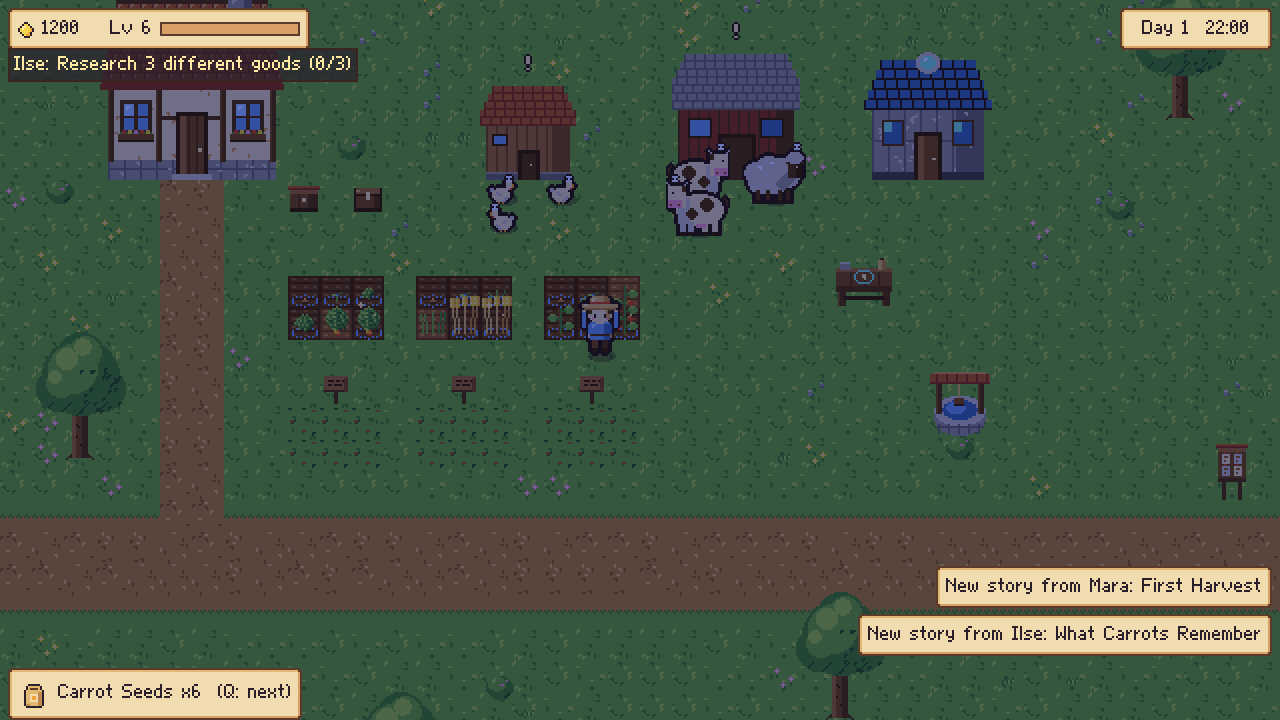 1200 Lv 6
Day 1 22:00
Ilse: Research 3 different goods (0/3)
New story from Mara: First Harvest
New story from Ilse: What Carrots Remember
Carrot Seeds x6 (Q: next)